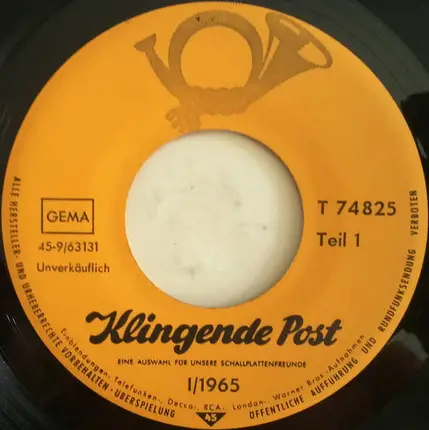 GEMA
45-9/63131
Unverkäuflich
T 74825
Teil 1
Klingende Post
EINE AUSWAHL FÜR UNSERE SCHALLPLATTENFREUNDE
I/1965
Einblendungen: Telefunken-, Decca-, RCA-, London-, Warner Bros-Aufnahmen
AS
ALLE HERSTELLER- UND URHEBERRECHTE VORBEHALTEN · ÜBERSPIELUNG ÖFFENTLICHE AUFFÜHRUNG UND RUNDFUNKSENDUNG VERBOTEN